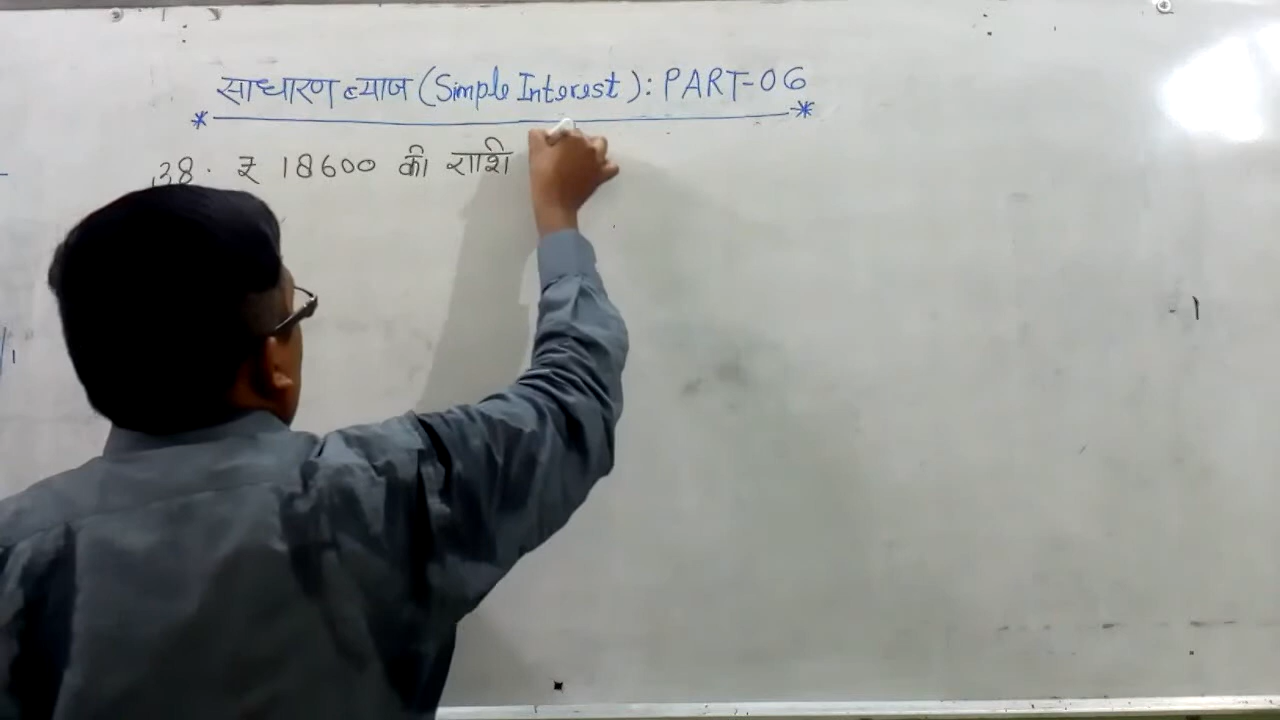 साधारण ब्याज (Simple Interest): PART-06
38. ₹ 18600 की राशि